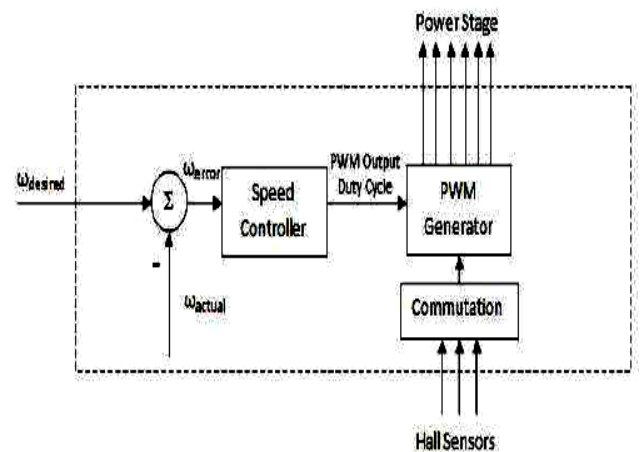 Power Stage
ωdesired
ωerror
Σ
Speed
Controller
PWM Output
Duty Cycle
PWM
Generator
-
ωactual
Commutation
Hall Sensors